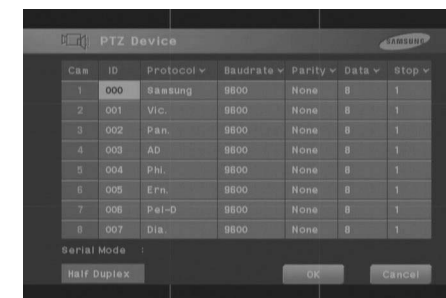 PTZ Device
SAMSUNG
Cam ID Protocol Baudrate Parity Data Stop
1 000 Samsung 9600 None 8 1
2 001 Vic. 9600 None 8 1
3 002 Pan. 9600 None 8 1
4 003 AD 9600 None 8 1
5 004 Phi. 9600 None 8 1
6 005 Ern. 9600 None 8 1
7 006 Pel-D 9600 None 8 1
8 007 Dia. 9600 None 8 1
Serial Mode :
Half Duplex OK Cancel